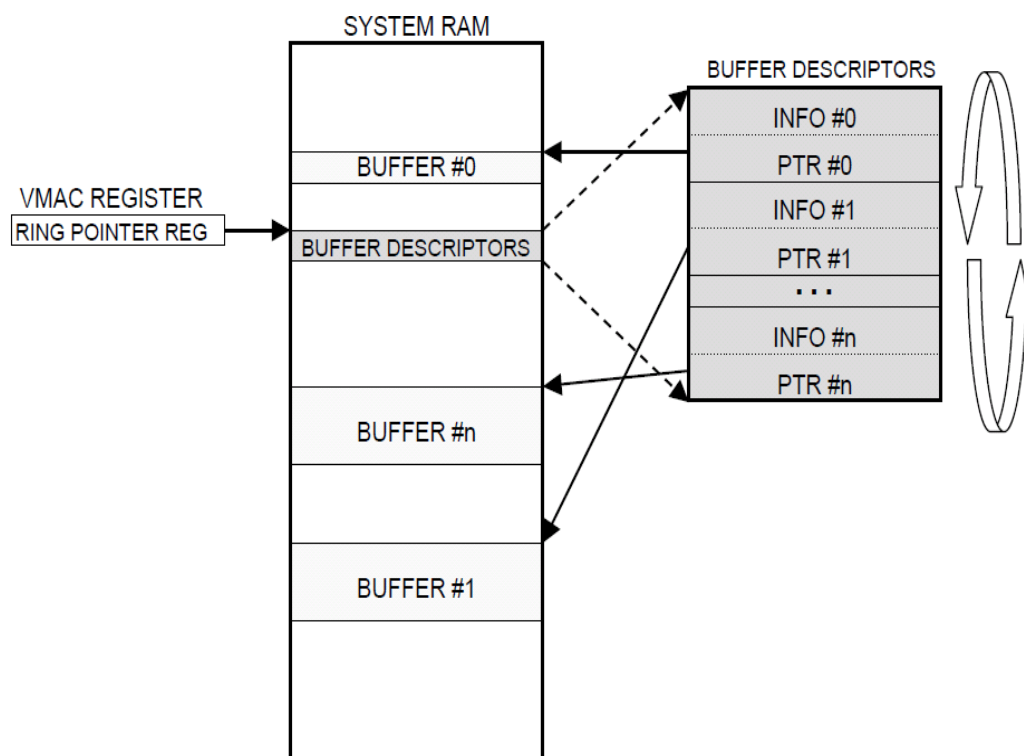 SYSTEM RAM
BUFFER #0
VMAC REGISTER
RING POINTER REG
BUFFER DESCRIPTORS
BUFFER #n
BUFFER #1
BUFFER DESCRIPTORS
INFO #0
PTR #0
INFO #1
PTR #1
...
INFO #n
PTR #n